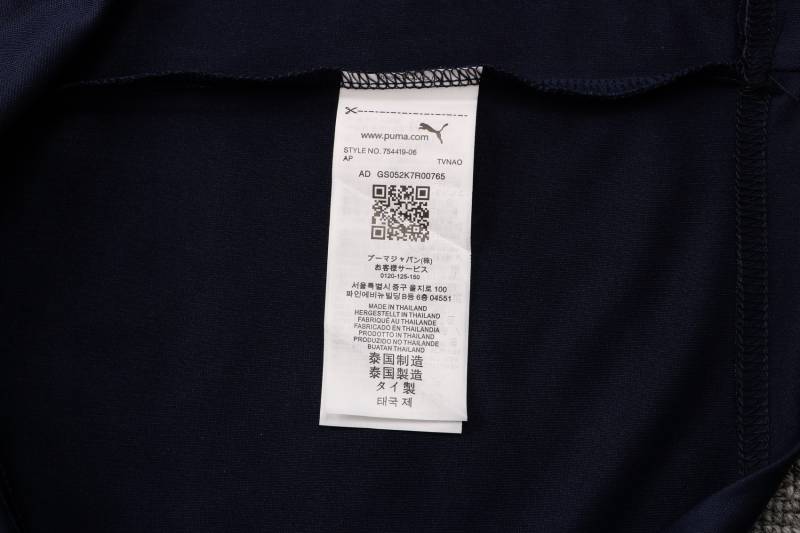 www.puma.com
STYLE NO. 754419-06
AP TVNAO
AD GS052K7R00765
プーマジャパン(株)
お客様サービス
0120-125-150
서울특별시 중구 을지로 100
파인에비뉴빌딩 B동 6층 04551
MADE IN THAILAND
HERGESTELLT IN THAILAND
FABRIQUÉ AU THAILANDE
FABRICADO EN THAILANDIA
PRODOTTO IN THAILAND
PRODUZIDO NO THAILANDE
BUATAN THAILAND
泰国制造
泰國製造
タイ製
태국 제